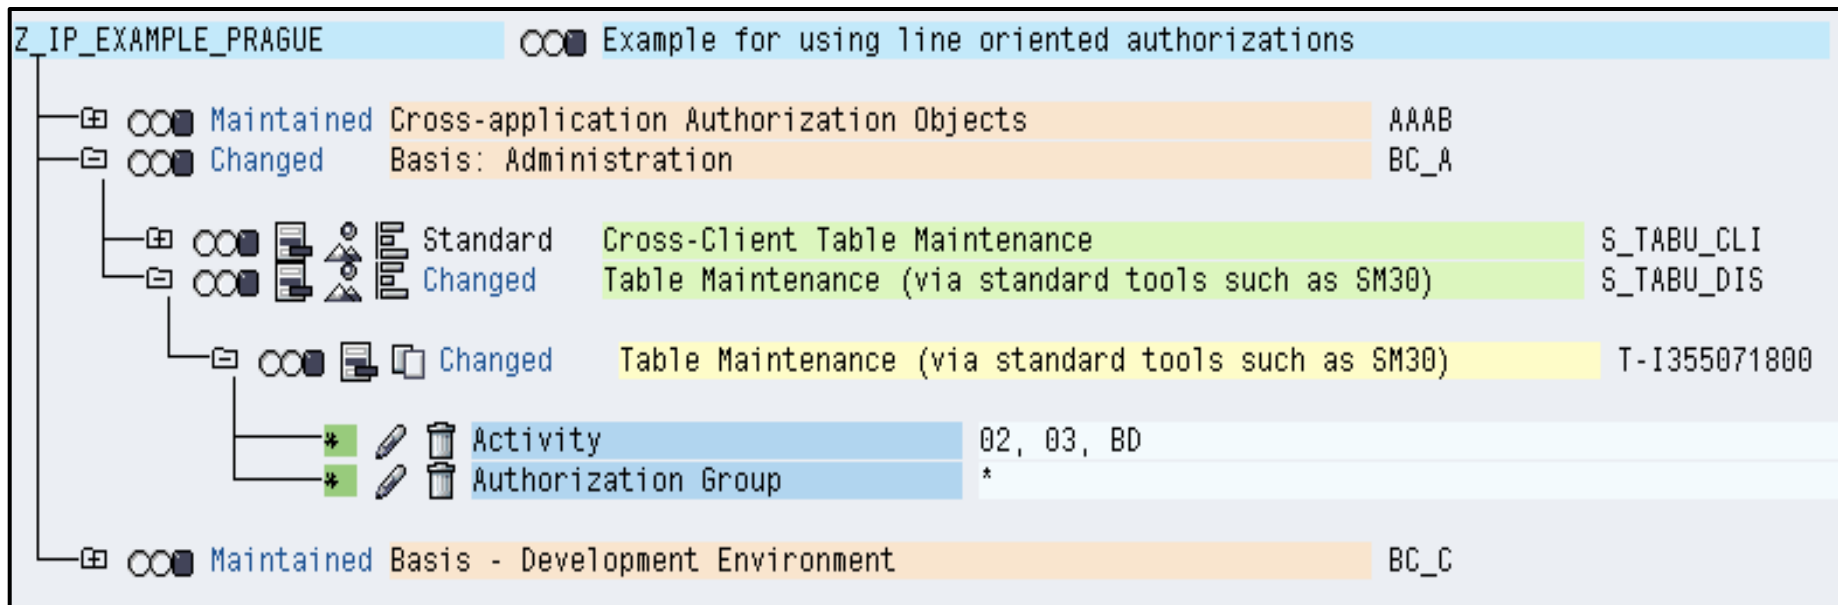 Z_IP_EXAMPLE_PRAGUE Example for using line oriented authorizations
Maintained Cross-application Authorization Objects AAAB
Changed Basis: Administration BC_A
Standard Cross-Client Table Maintenance S_TABU_CLI
Changed Table Maintenance (via standard tools such as SM30) S_TABU_DIS
Changed Table Maintenance (via standard tools such as SM30) T-I355071800
* Activity 02, 03, BD
* Authorization Group *
Maintained Basis - Development Environment BC_C